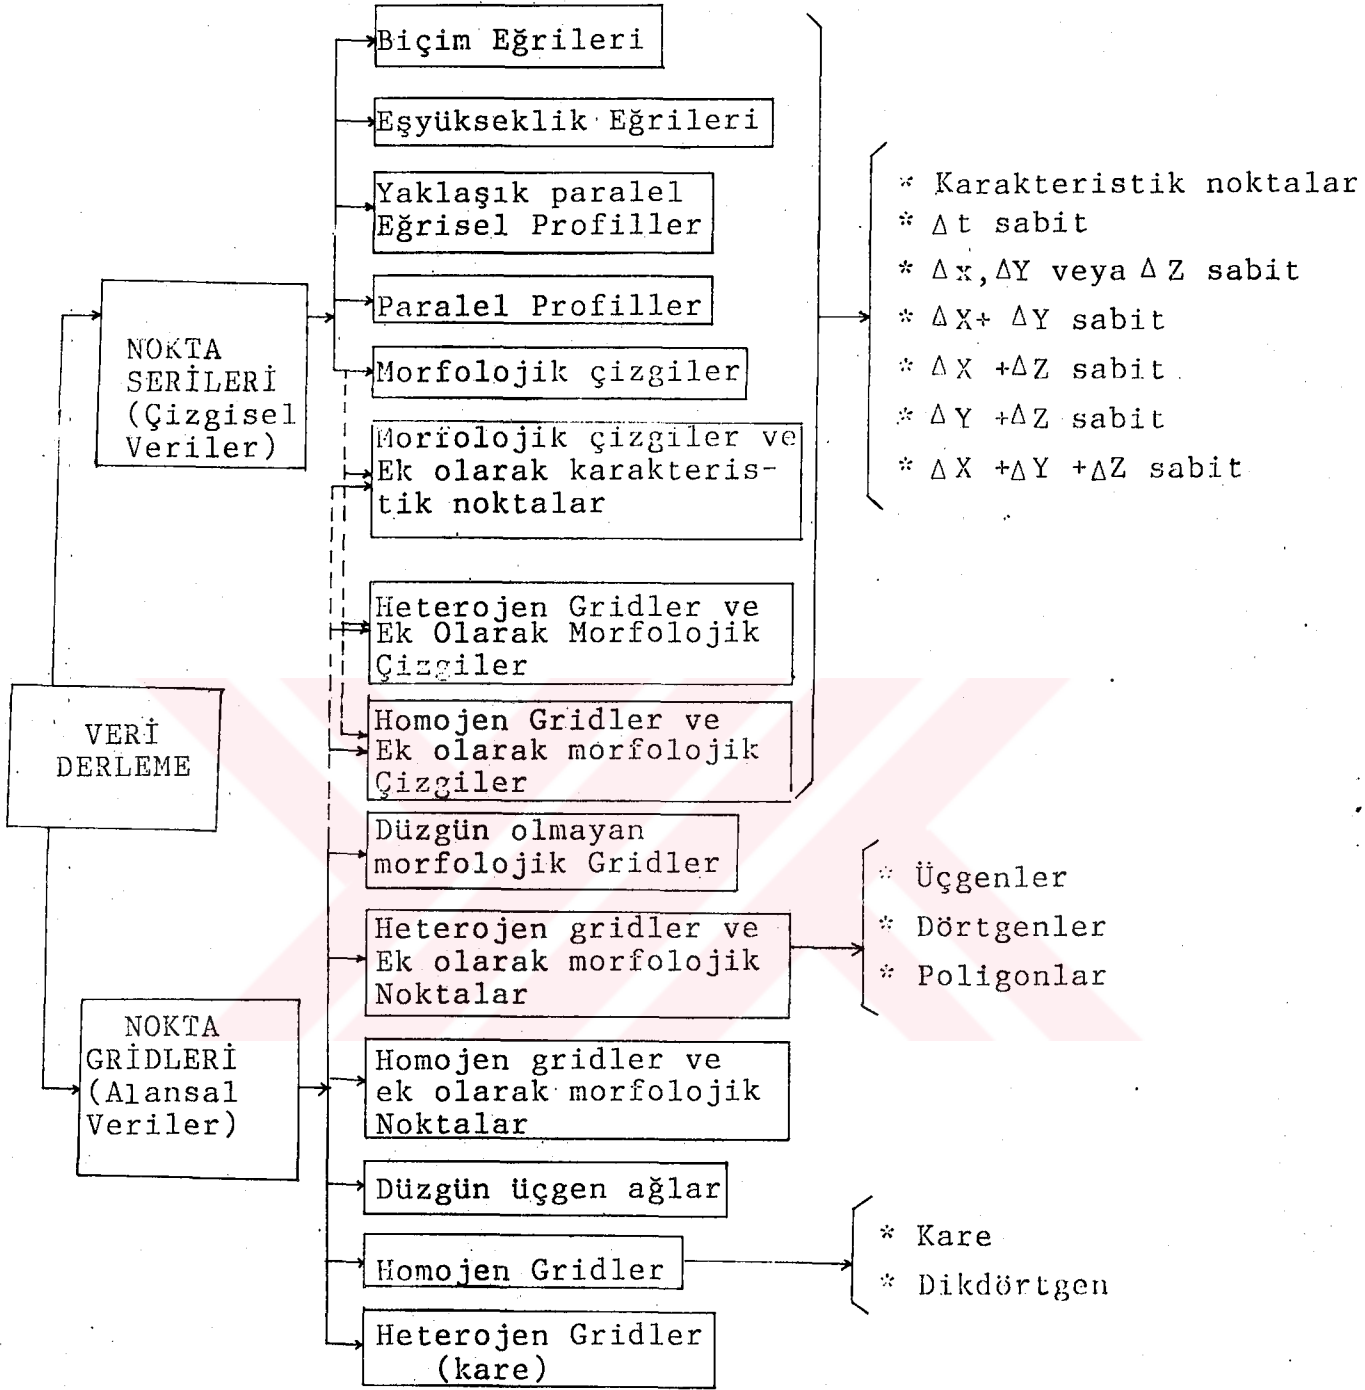 Biçim Eğrileri
Eşyükseklik Eğrileri
Yaklaşık paralel
Eğrisel Profiller
Paralel Profiller
Morfolojik çizgiler
Morfolojik çizgiler ve
Ek olarak karakteris-
tik noktalar
Heterojen Gridler ve
Ek Olarak Morfolojik
Çizgiler
Homojen Gridler ve
Ek olarak morfolojik
Çizgiler
Düzgün olmayan
morfolojik Gridler
Heterojen gridler ve
Ek olarak morfolojik
Noktalar
Homojen gridler ve
ek olarak morfolojik
Noktalar
Düzgün üçgen ağlar
Homojen Gridler
Heterojen Gridler
(kare)
NOKTA
SERİLERİ
(Çizgisel
Veriler)
VERİ
DERLEME
NOKTA
GRİDLERİ
(Alansal
Veriler)
* Karakteristik noktalar
* Δt sabit
* Δx,ΔY veya ΔZ sabit
* ΔX+ ΔY sabit
* ΔX +ΔZ sabit
* ΔY +ΔZ sabit
* ΔX +ΔY +ΔZ sabit
* Üçgenler
* Dörtgenler
* Poligonlar
* Kare
* Dikdörtgen